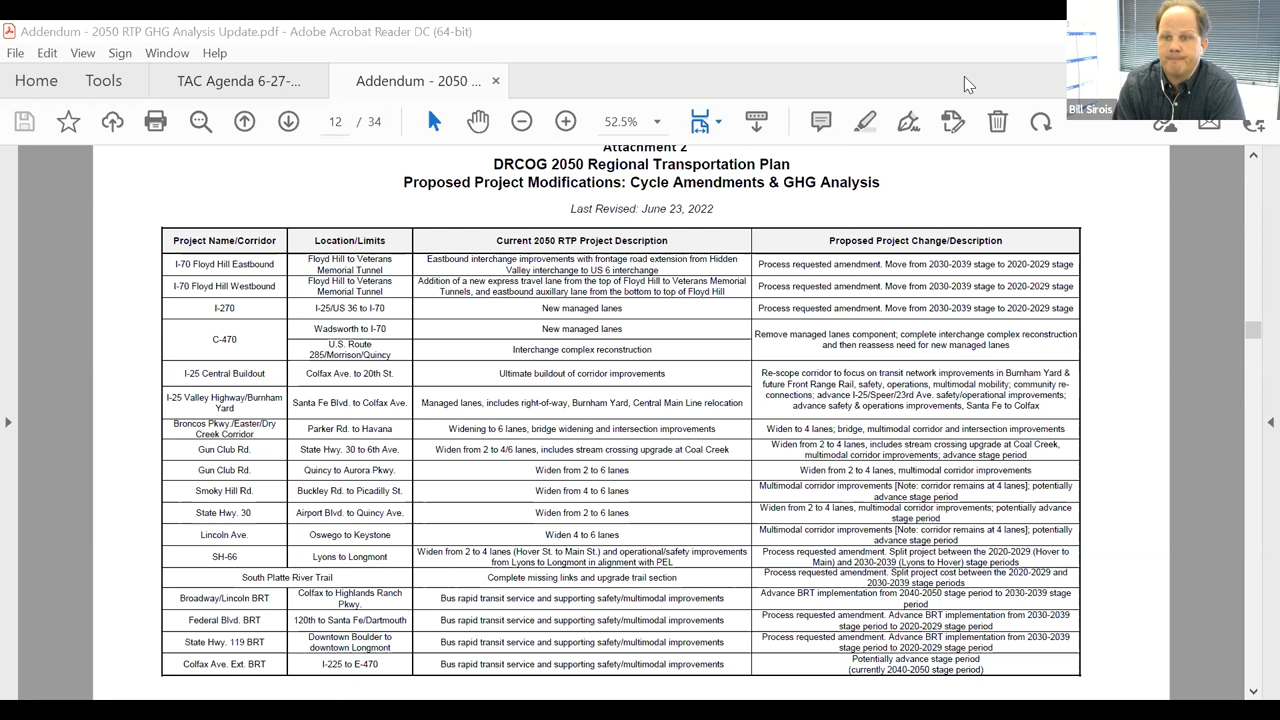 Addendum - 2050 RTP GHG Analysis Update.pdf - Adobe Acrobat Reader DC (64-bit)
File Edit View Sign Window Help
Home Tools TAC Agenda 6-27-... Addendum - 2050 ... ×
12 / 34 52.5%
Bill Sirois
Attachment 2
DRCOG 2050 Regional Transportation Plan
Proposed Project Modifications: Cycle Amendments & GHG Analysis
Last Revised: June 23, 2022
Project Name/Corridor Location/Limits Current 2050 RTP Project Description Proposed Project Change/Description
I-70 Floyd Hill Eastbound
Floyd Hill to Veterans
Memorial Tunnel
Eastbound interchange improvements with frontage road extension from Hidden
Valley interchange to US 6 interchange
Process requested amendment. Move from 2030-2039 stage to 2020-2029 stage
I-70 Floyd Hill Westbound
Floyd Hill to Veterans
Memorial Tunnel
Addition of a new express travel lane from the top of Floyd Hill to Veterans Memorial
Tunnels, and eastbound auxillary lane from the bottom to top of Floyd Hill
Process requested amendment. Move from 2030-2039 stage to 2020-2029 stage
I-270 I-25/US 36 to I-70 New managed lanes Process requested amendment. Move from 2030-2039 stage to 2020-2029 stage
C-470
Wadsworth to I-70 New managed lanes
U.S. Route
285/Morrison/Quincy
Interchange complex reconstruction
Remove managed lanes component; complete interchange complex reconstruction
and then reassess need for new managed lanes
I-25 Central Buildout Colfax Ave. to 20th St. Ultimate buildout of corridor improvements
I-25 Valley Highway/Burnham
Yard
Santa Fe Blvd. to Colfax Ave. Managed lanes, includes right-of-way, Burnham Yard, Central Main Line relocation
Re-scope corridor to focus on transit network improvements in Burnham Yard &
future Front Range Rail, safety, operations, multimodal mobility; community re-
connections; advance I-25/Speer/23rd Ave. safety/operational improvements;
advance safety & operations improvements, Santa Fe to Colfax
Broncos Pkwy./Easter/Dry
Creek Corridor
Parker Rd. to Havana Widening to 6 lanes, bridge widening and intersection improvements Widen to 4 lanes; bridge, multimodal corridor and intersection improvements
Gun Club Rd. State Hwy. 30 to 6th Ave. Widen from 2 to 4/6 lanes, includes stream crossing upgrade at Coal Creek
Widen from 2 to 4 lanes, includes stream crossing upgrade at Coal Creek,
multimodal corridor improvements; advance stage period
Gun Club Rd. Quincy to Aurora Pkwy. Widen from 2 to 6 lanes Widen from 2 to 4 lanes, multimodal corridor improvements
Smoky Hill Rd. Buckley Rd. to Picadilly St. Widen from 4 to 6 lanes
Multimodal corridor improvements [Note: corridor remains at 4 lanes]; potentially
advance stage period
State Hwy. 30 Airport Blvd. to Quincy Ave. Widen from 2 to 6 lanes
Widen from 2 to 4 lanes, multimodal corridor improvements; potentially advance
stage period
Lincoln Ave. Oswego to Keystone Widen 4 to 6 lanes
Multimodal corridor improvements [Note: corridor remains at 4 lanes]; potentially
advance stage period
SH-66 Lyons to Longmont
Widen from 2 to 4 lanes (Hover St. to Main St.) and operational/safety improvements
from Lyons to Longmont in alignment with PEL
Process requested amendment. Split project between the 2020-2029 (Hover to
Main) and 2030-2039 (Lyons to Hover) stage periods
South Platte River Trail Complete missing links and upgrade trail section
Process requested amendment. Split project cost between the 2020-2029 and
2030-2039 stage periods
Broadway/Lincoln BRT
Colfax to Highlands Ranch
Pkwy.
Bus rapid transit service and supporting safety/multimodal improvements
Advance BRT implementation from 2040-2050 stage period to 2030-2039 stage
period
Federal Blvd. BRT 120th to Santa Fe/Dartmouth Bus rapid transit service and supporting safety/multimodal improvements
Process requested amendment. Advance BRT implementation from 2030-2039
stage period to 2020-2029 stage period
State Hwy. 119 BRT
Downtown Boulder to
downtown Longmont
Bus rapid transit service and supporting safety/multimodal improvements
Process requested amendment. Advance BRT implementation from 2030-2039
stage period to 2020-2029 stage period
Colfax Ave. Ext. BRT I-225 to E-470 Bus rapid transit service and supporting safety/multimodal improvements
Potentially advance stage period
(currently 2040-2050 stage period)